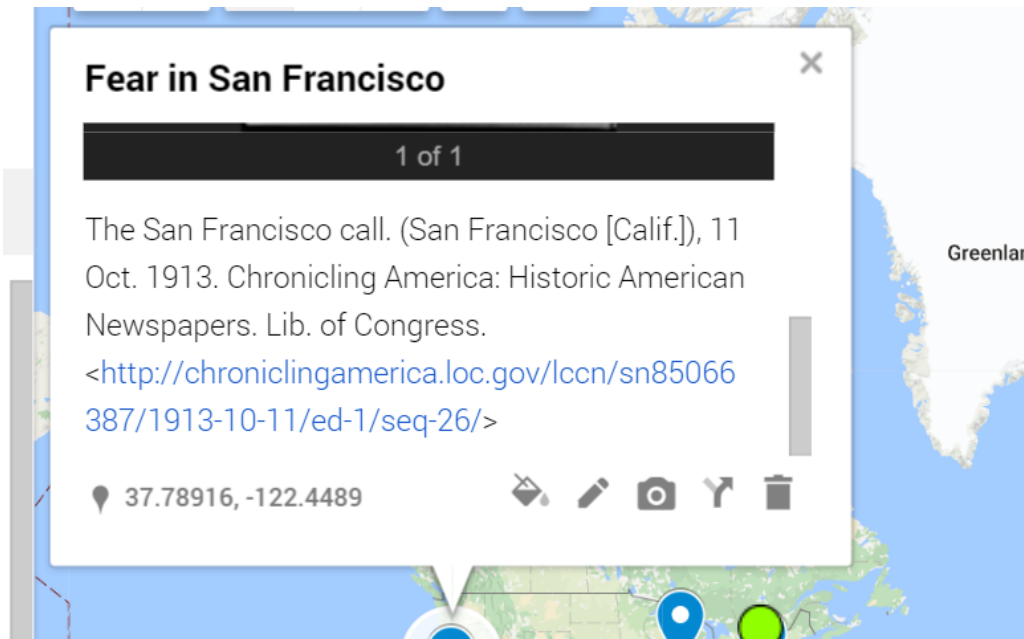 Fear in San Francisco
1 of 1
The San Francisco call. (San Francisco [Calif.]), 11
Oct. 1913. Chronicling America: Historic American
Newspapers. Lib. of Congress.
<http://chroniclingamerica.loc.gov/lccn/sn85066
387/1913-10-11/ed-1/seq-26/>
37.78916, -122.4489
Greenlan